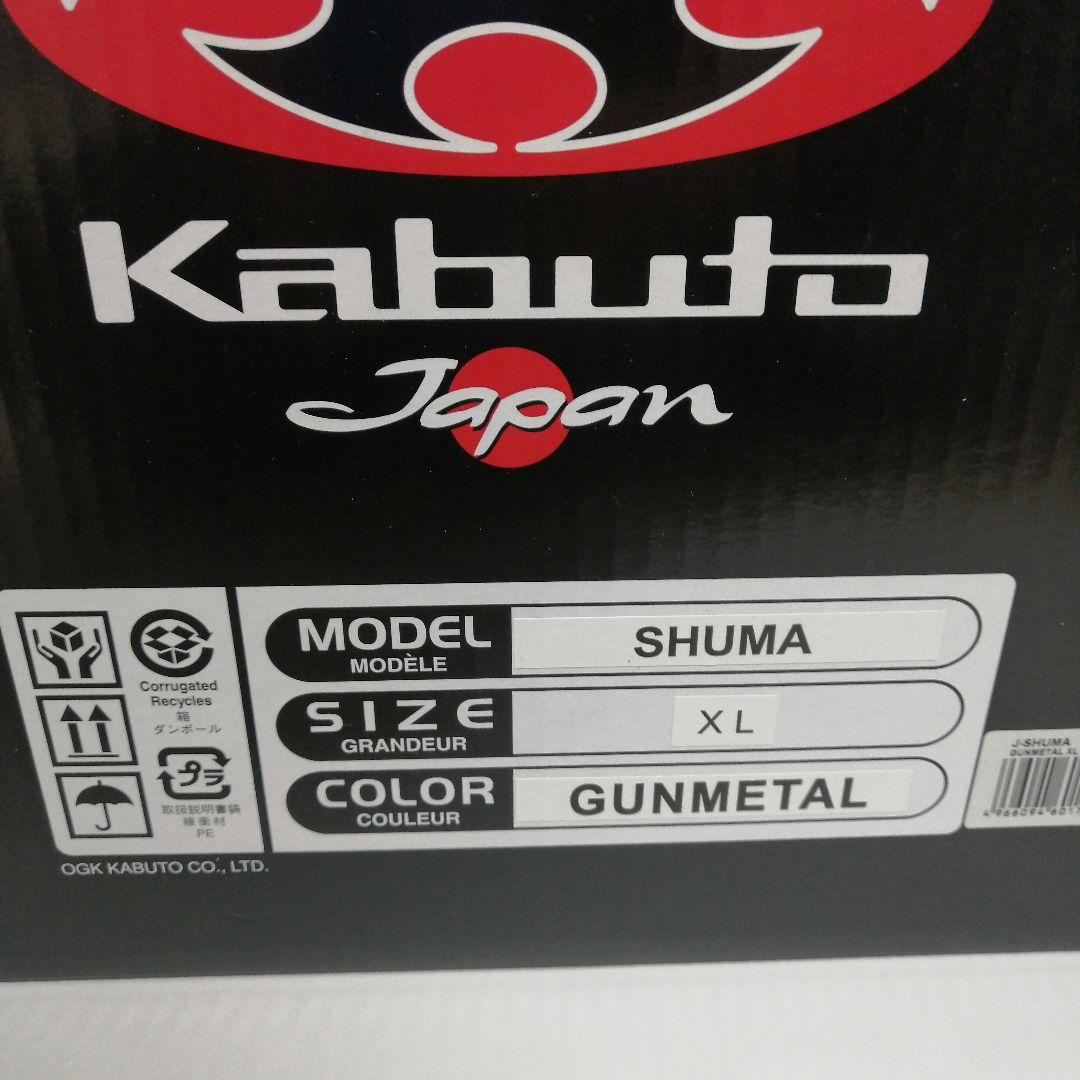 Kabuto
Japan
MODEL
MODÈLE
SHUMA
SIZE
GRANDEUR
XL
COLOR
COULEUR
GUNMETAL
Corrugated
Recycles
箱
ダンボール
プラ
取扱説明書袋
緩衝材
PE
OGK KABUTO CO., LTD.
J-SHUMA
GUNMETAL XL